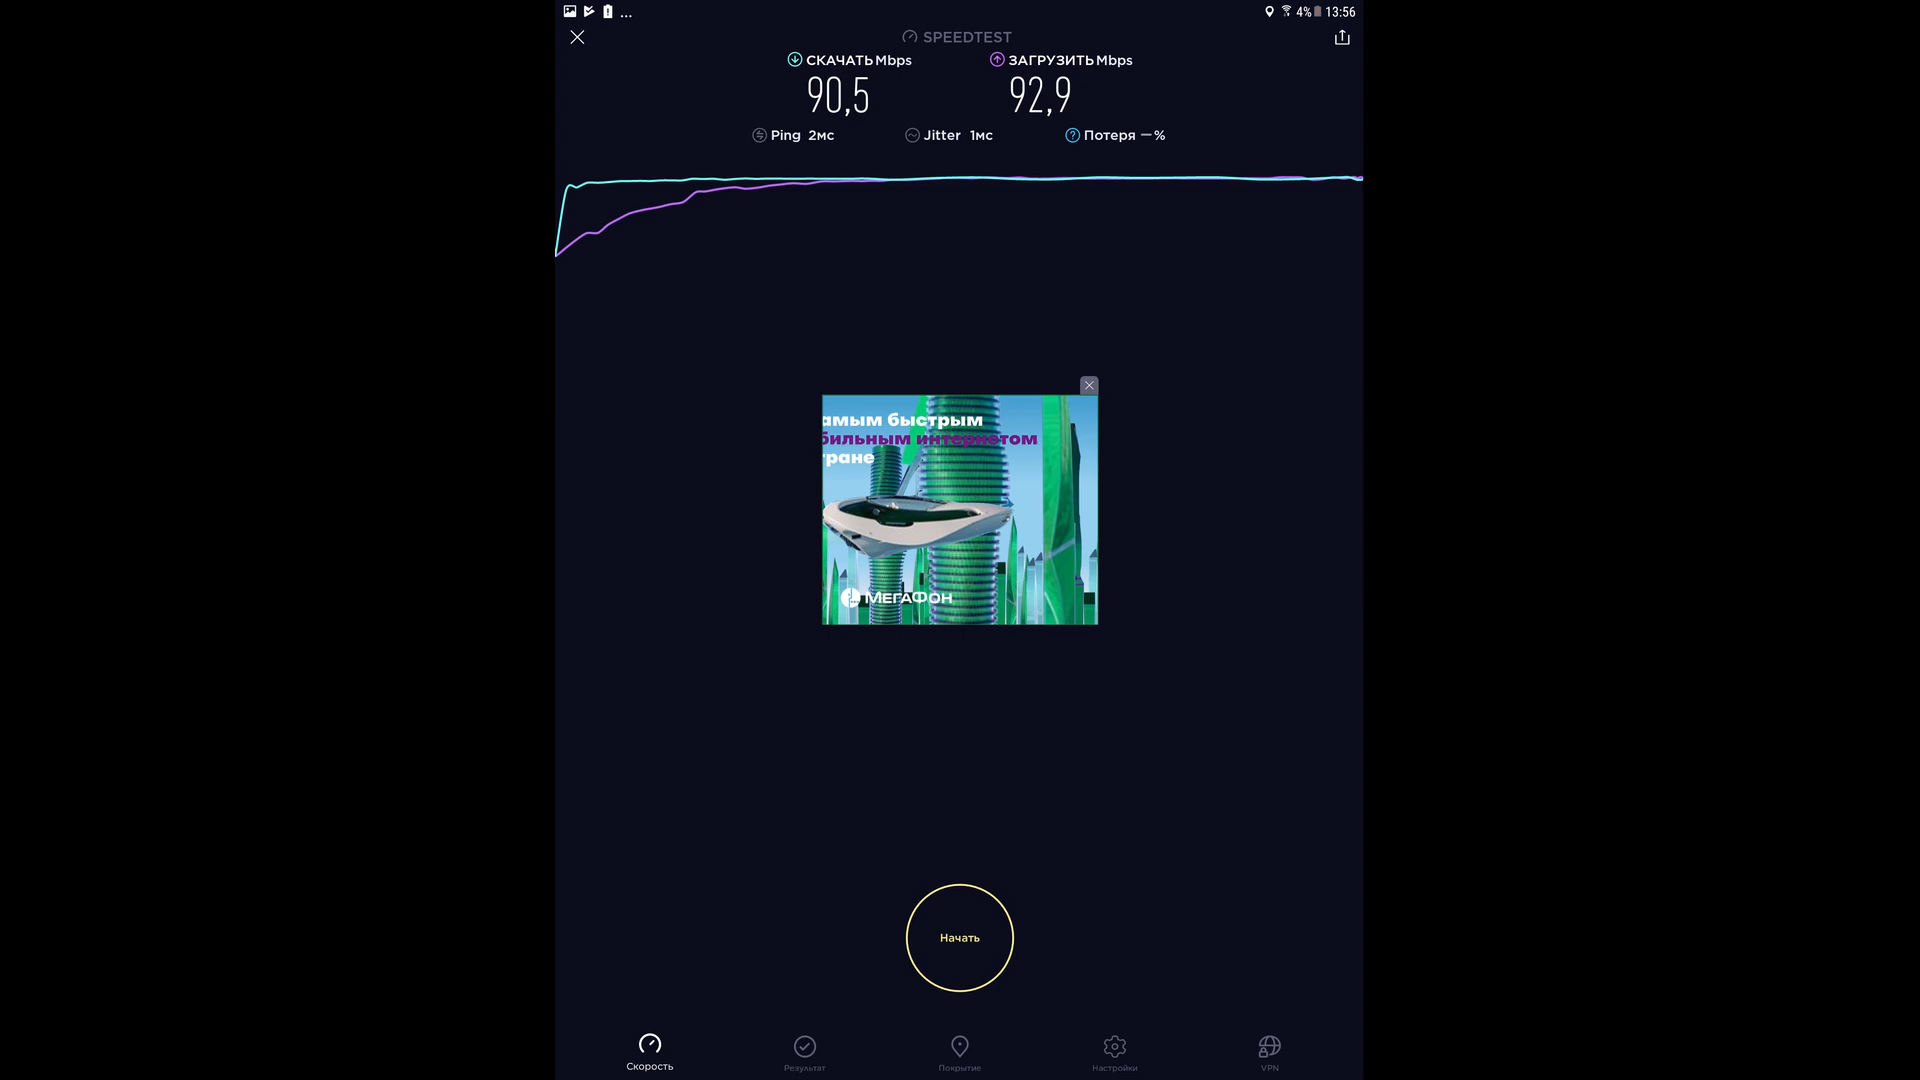 4% 13:56
SPEEDTEST
СКАЧАТЬ Mbps
90,5
ЗАГРУЗИТЬ Mbps
92,9
Ping 2мс
Jitter 1мс
Потеря —%
амым быстрым
бильным интернетом
тране
МЕГАФОН
Начать
Скорость
Результат
Покрытие
Настройки
VPN